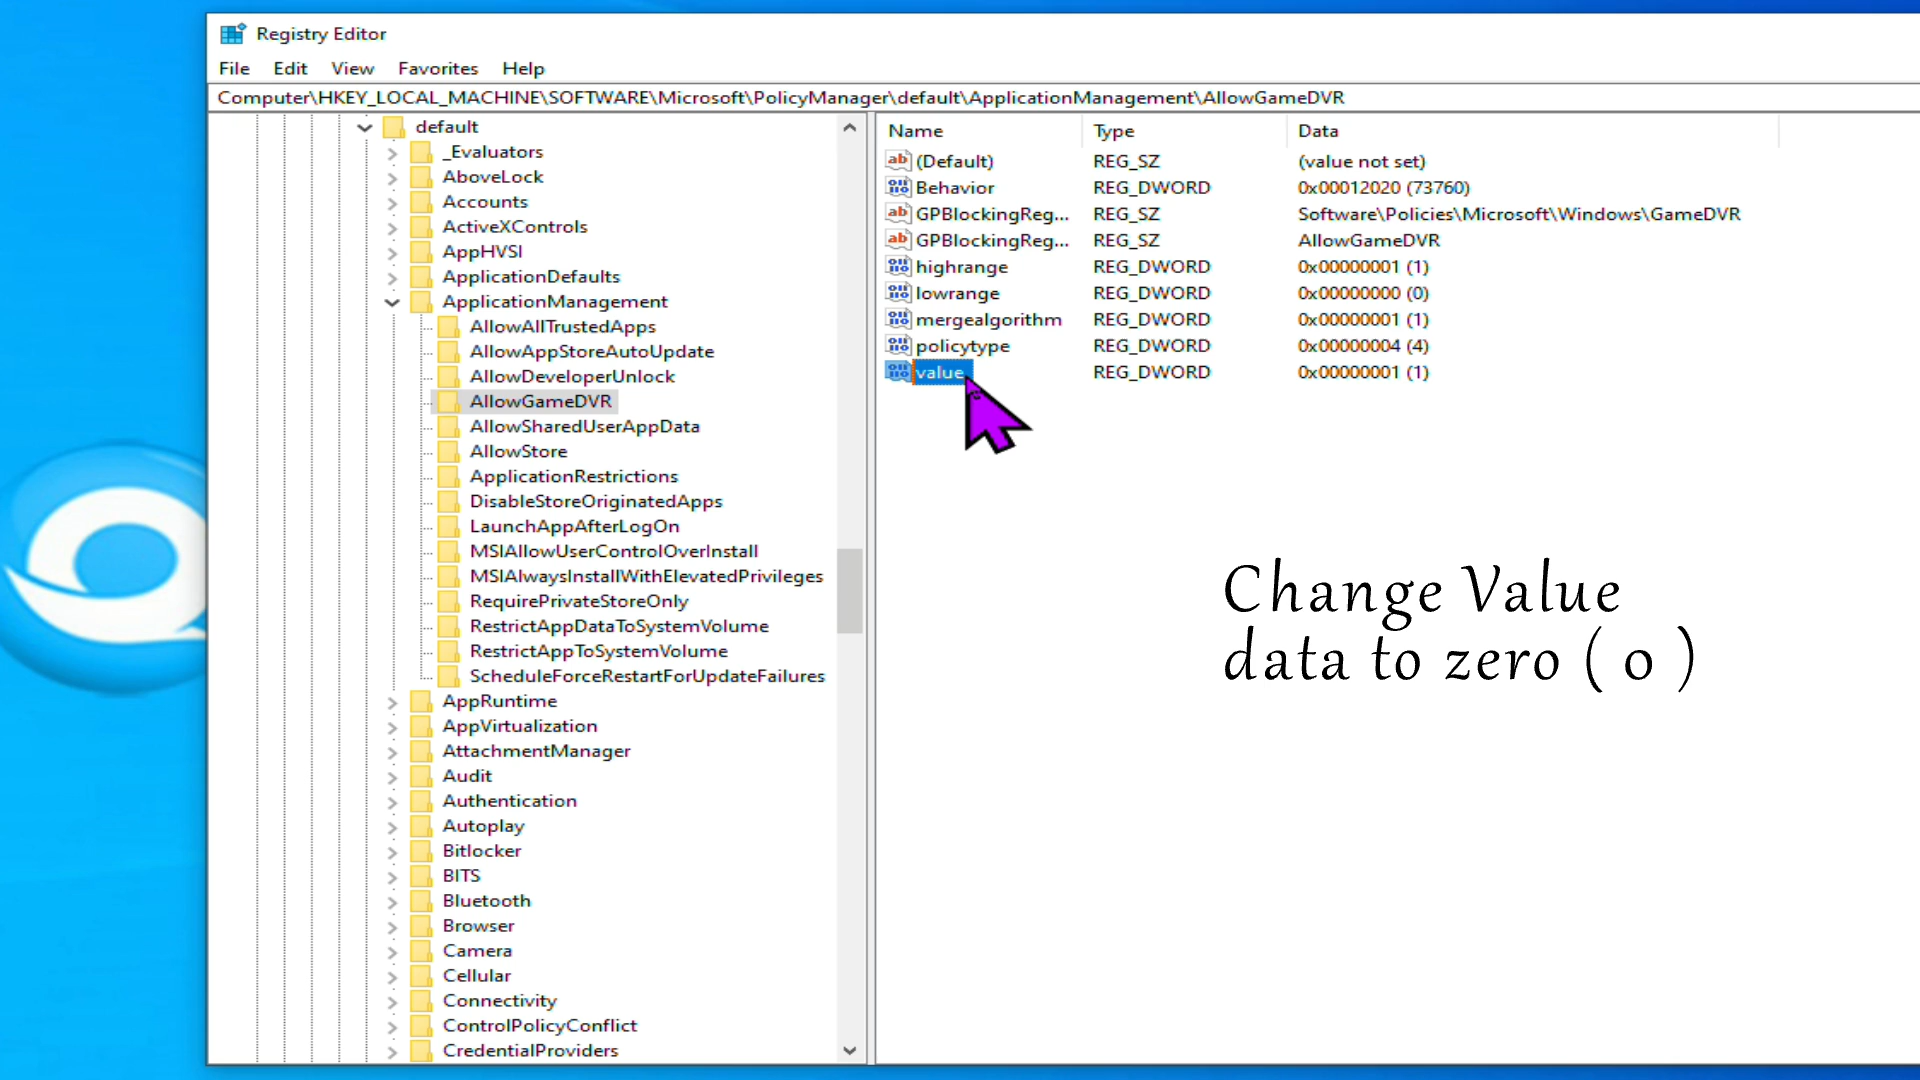 Registry Editor
File Edit View Favorites Help
Computer\HKEY_LOCAL_MACHINE\SOFTWARE\Microsoft\PolicyManager\default\ApplicationManagement\AllowGameDVR
default
_Evaluators
AboveLock
Accounts
ActiveXControls
AppHVSI
ApplicationDefaults
ApplicationManagement
AllowAllTrustedApps
AllowAppStoreAutoUpdate
AllowDeveloperUnlock
AllowGameDVR
AllowSharedUserAppData
AllowStore
ApplicationRestrictions
DisableStoreOriginatedApps
LaunchAppAfterLogOn
MSIAllowUserControlOverInstall
MSIAlwaysInstallWithElevatedPrivileges
RequirePrivateStoreOnly
RestrictAppDataToSystemVolume
RestrictAppToSystemVolume
ScheduleForceRestartForUpdateFailures
AppRuntime
AppVirtualization
AttachmentManager
Audit
Authentication
Autoplay
Bitlocker
BITS
Bluetooth
Browser
Camera
Cellular
Connectivity
ControlPolicyConflict
CredentialProviders
Name Type Data
(Default) REG_SZ (value not set)
Behavior REG_DWORD 0x00012020 (73760)
GPBlockingReg... REG_SZ Software\Policies\Microsoft\Windows\GameDVR
GPBlockingReg... REG_SZ AllowGameDVR
highrange REG_DWORD 0x00000001 (1)
lowrange REG_DWORD 0x00000000 (0)
mergealgorithm REG_DWORD 0x00000001 (1)
policytype REG_DWORD 0x00000004 (4)
value REG_DWORD 0x00000001 (1)
Change Value
data to zero ( 0 )